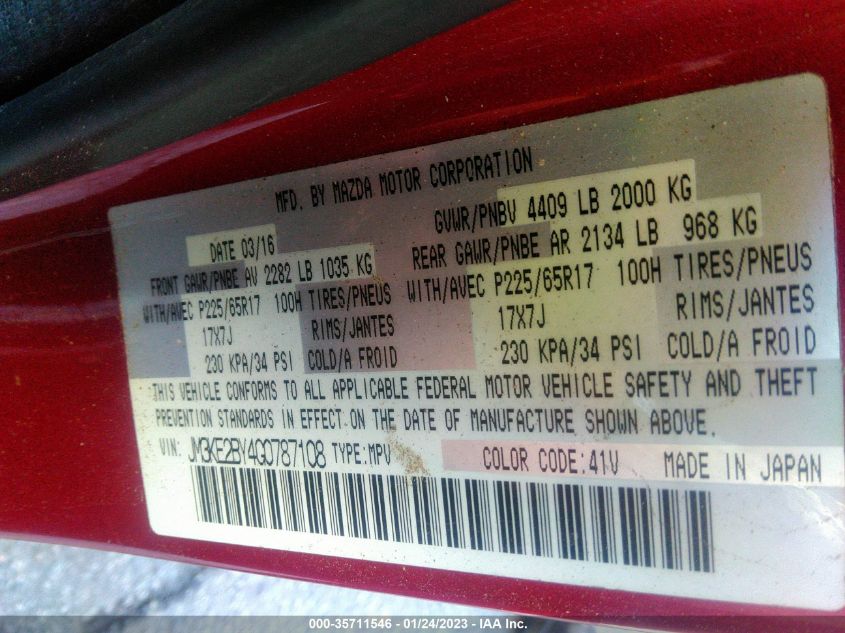 MFD. BY MAZDA MOTOR CORPORATION
DATE 03/16
GVWR/PNBV 4409 LB 2000 KG
FRONT GAWR/PNBE AV 2282 LB 1035 KG
REAR GAWR/PNBE AR 2134 LB 968 KG
WITH/AVEC P225/65R17 100H TIRES/PNEUS
WITH/AVEC P225/65R17 100H TIRES/PNEUS
17X7J RIMS/JANTES
17X7J RIMS/JANTES
230 KPA/34 PSI COLD/A FROID
230 KPA/34 PSI COLD/A FROID
THIS VEHICLE CONFORMS TO ALL APPLICABLE FEDERAL MOTOR VEHICLE SAFETY AND THEFT
PREVENTION STANDARDS IN EFFECT ON THE DATE OF MANUFACTURE SHOWN ABOVE.
VIN: JM3KE2BY4G0787108 TYPE:MPV COLOR CODE:41V MADE IN JAPAN
000-35711546 - 01/24/2023 - IAA Inc.